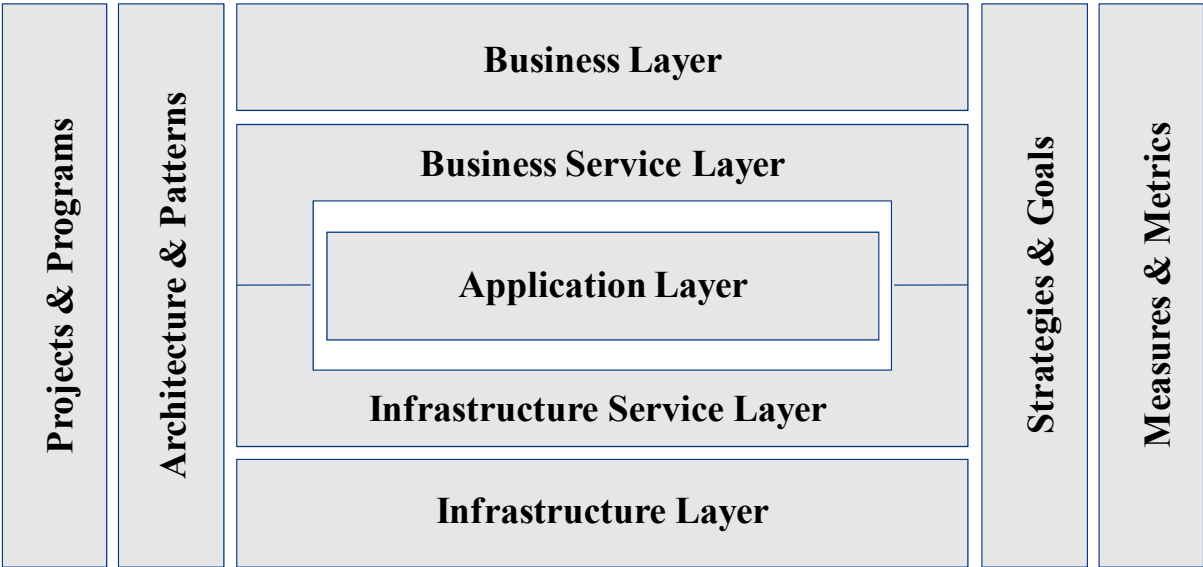 Projects & Programs
Architecture & Patterns
Business Layer
Business Service Layer
Application Layer
Infrastructure Service Layer
Infrastructure Layer
Strategies & Goals
Measures & Metrics